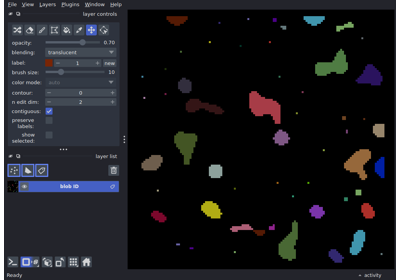 File View Layers Plugins Window Help
layer controls
opacity: 0.70
blending: translucent
label: 1 new
brush size: 10
color mode: auto
contour: 0
n edit dim: 2
contiguous:
preserve
labels:
show
selected:
layer list
blob ID
Ready
activity